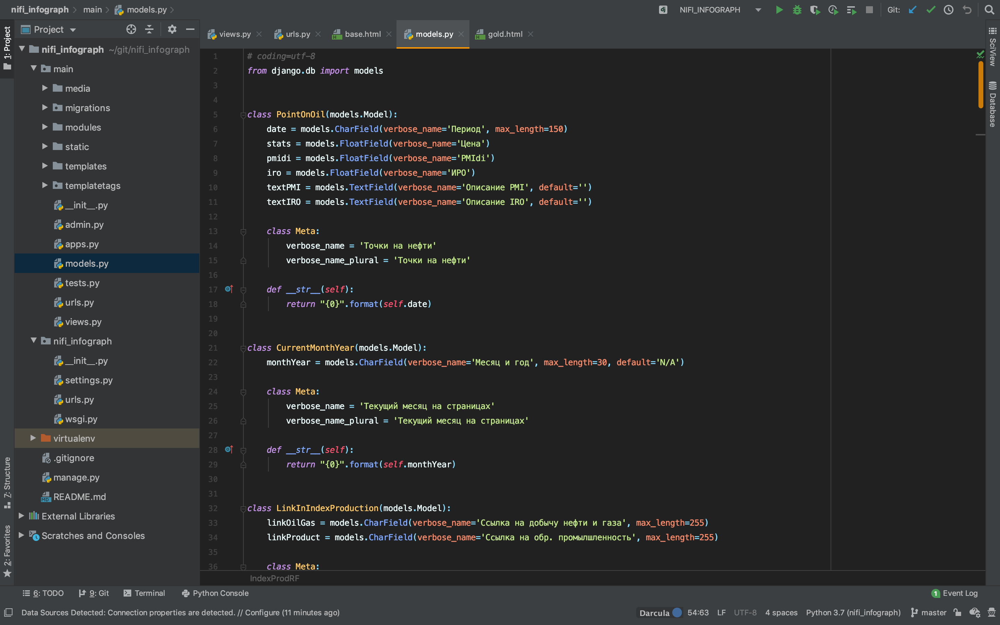 nifi_infograph main models.py NIFI_INFOGRAPH Git:
1: Project
Project
nifi_infograph ~/git/nifi_infograph
main
media
migrations
modules
static
templates
templatetags
__init__.py
admin.py
apps.py
models.py
tests.py
urls.py
views.py
nifi_infograph
__init__.py
settings.py
urls.py
wsgi.py
virtualenv
.gitignore
manage.py
README.md
External Libraries
Scratches and Consoles
7: Structure
2: Favorites
views.py urls.py base.html models.py gold.html
1 # coding=utf-8
2 from django.db import models
3
4
5 class PointOnOil(models.Model):
6 date = models.CharField(verbose_name='Период', max_length=150)
7 stats = models.FloatField(verbose_name='Цена')
8 pmidi = models.FloatField(verbose_name='PMIdi')
9 iro = models.FloatField(verbose_name='ИРО')
10 textPMI = models.TextField(verbose_name='Описание PMI', default='')
11 textIRO = models.TextField(verbose_name='Описание IRO', default='')
12
13 class Meta:
14 verbose_name = 'Точки на нефти'
15 verbose_name_plural = 'Точки на нефти'
16
17 def __str__(self):
18 return "{0}".format(self.date)
19
20
21 class CurrentMonthYear(models.Model):
22 monthYear = models.CharField(verbose_name='Месяц и год', max_length=30, default='N/A')
23
24 class Meta:
25 verbose_name = 'Текущий месяц на страницах'
26 verbose_name_plural = 'Текущий месяц на страницах'
27
28 def __str__(self):
29 return "{0}".format(self.monthYear)
30
31
32 class LinkInIndexProduction(models.Model):
33 linkOilGas = models.CharField(verbose_name='Ссылка на добычу нефти и газа', max_length=255)
34 linkProduct = models.CharField(verbose_name='Ссылка на обр. промылшленность', max_length=255)
35
36 class Meta:
IndexProdRF
SciView
Database
6: TODO 9: Git Terminal Python Console 1 Event Log
Data Sources Detected: Connection properties are detected. // Configure (11 minutes ago) Darcula 54:63 LF UTF-8 4 spaces Python 3.7 (nifi_infograph) master